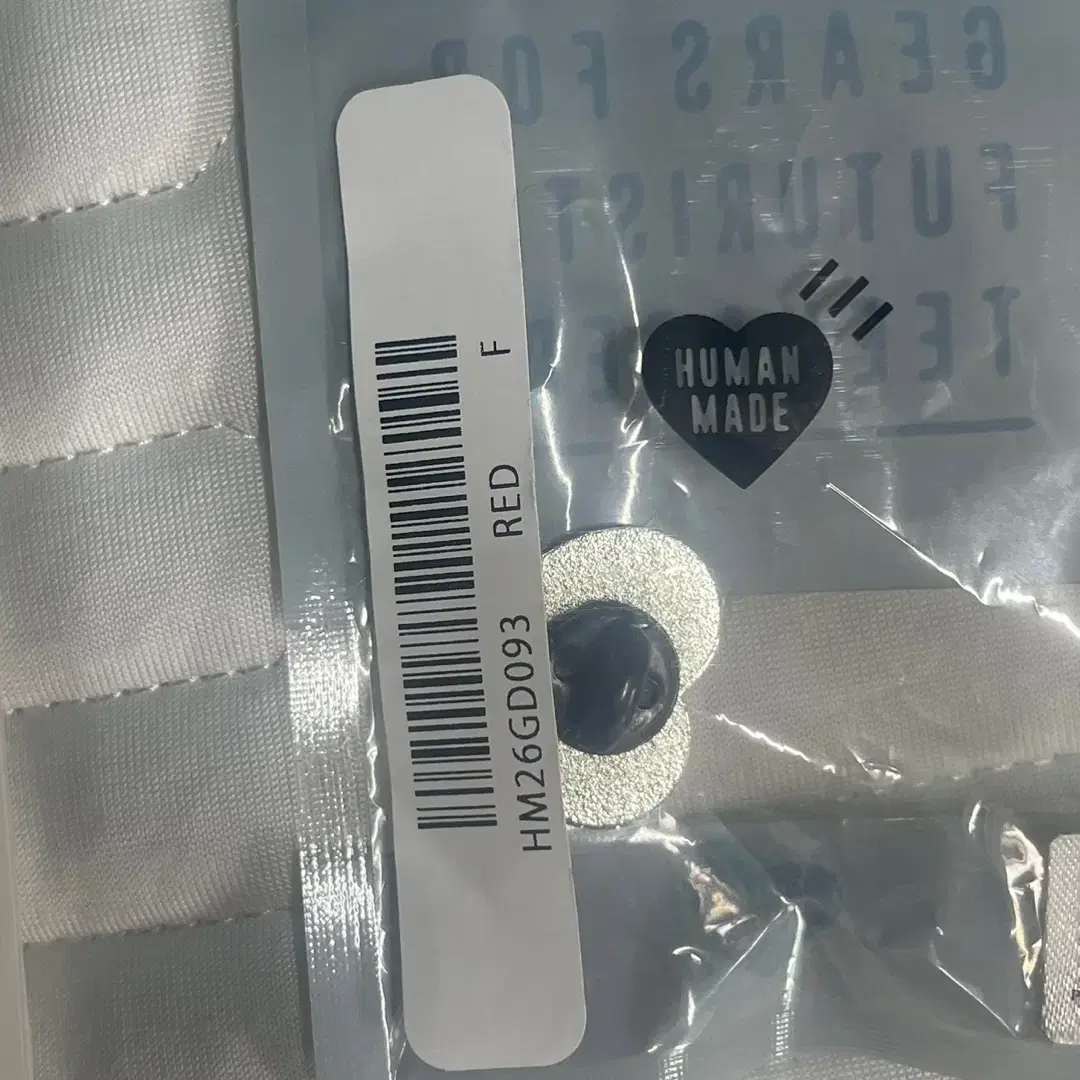 GEARS FOR
FUTURIST
HUMAN
MADE
HM26GD093 RED F